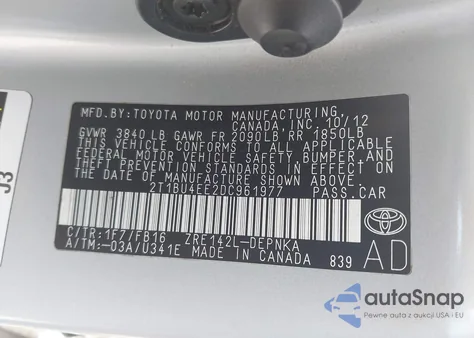 MFD.BY:TOYOTA MOTOR MANUFACTURING
CANADA,INC.10/12
GVWR 3840 LB GAWR FR 2090LB RR 1850LB
THIS VEHICLE CONFORMS TO ALL APPLICABLE
FEDERAL MOTOR VEHICLE SAFETY, BUMPER, AND
THEFT PREVENTION STANDARDS IN EFFECT ON THE
DATE OF MANUFACTURE SHOWN ABOVE.
2T1BU4EE2DC961977 PASS.CAR
C/TR:1F7/FB16 ZRE142L-DEPNKA
A/TM:-03A/U341E MADE IN CANADA 839
AD
J3
autoSnap
Pewne auta z aukcji USA i EU